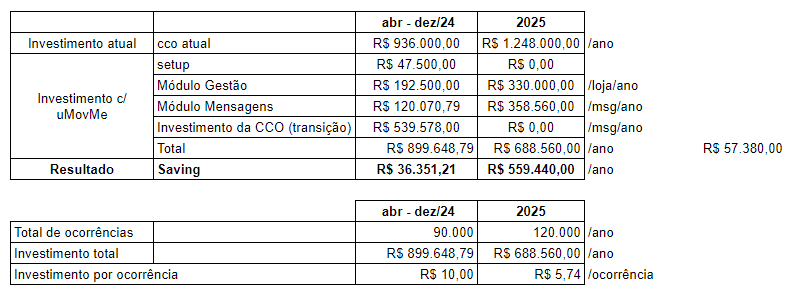 abr - dez/24 2025
Investimento atual cco atual R$ 936.000,00 R$ 1.248.000,00 /ano
Investimento c/ uMovMe
setup R$ 47.500,00 R$ 0,00
Módulo Gestão R$ 192.500,00 R$ 330.000,00 /loja/ano
Módulo Mensagens R$ 120.070,79 R$ 358.560,00 /msg/ano
Investimento da CCO (transição) R$ 539.578,00 R$ 0,00 /msg/ano
Total R$ 899.648,79 R$ 688.560,00 /ano R$ 57.380,00
Resultado Saving R$ 36.351,21 R$ 559.440,00 /ano
abr - dez/24 2025
Total de ocorrências 90.000 120.000 /ano
Investimento total R$ 899.648,79 R$ 688.560,00 /ano
Investimento por ocorrência R$ 10,00 R$ 5,74 /ocorrência